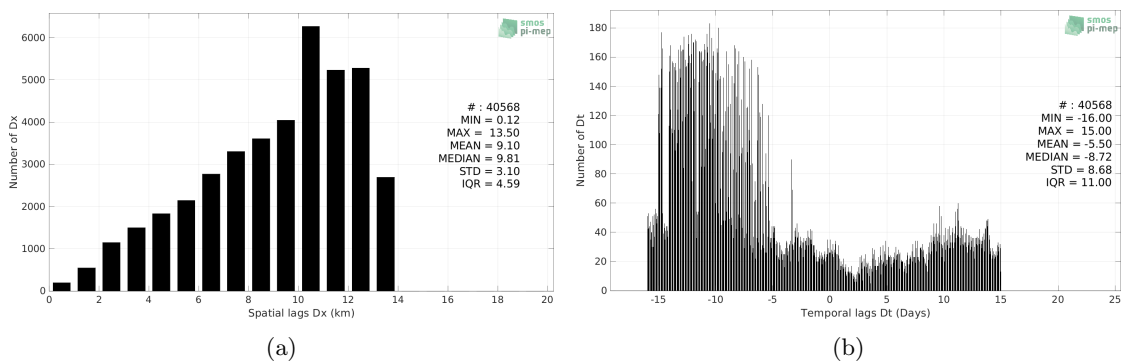 smos
pi-mep
6000
5000
4000
3000
2000
1000
0
Number of Dx
# : 40568
MIN = 0.12
MAX = 13.50
MEAN = 9.10
MEDIAN = 9.81
STD = 3.10
IQR = 4.59
0 2 4 6 8 10 12 14 16 18 20
Spatial lags Dx (km)
(a)
smos
pi-mep
180
160
140
120
100
80
60
40
20
0
Number of Dt
# : 40568
MIN = -16.00
MAX = 15.00
MEAN = -5.50
MEDIAN = -8.72
STD = 8.68
IQR = 11.00
-15 -10 -5 0 5 10 15 20 25
Temporal lags Dt (Days)
(b)